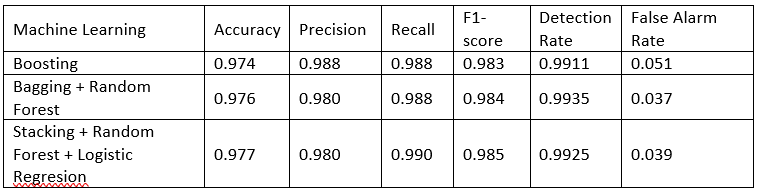 Machine Learning Accuracy Precision Recall F1-
score Detection
Rate False Alarm
Rate
Boosting 0.974 0.988 0.988 0.983 0.9911 0.051
Bagging + Random
Forest 0.976 0.980 0.988 0.984 0.9935 0.037
Stacking + Random
Forest + Logistic
Regresion 0.977 0.980 0.990 0.985 0.9925 0.039